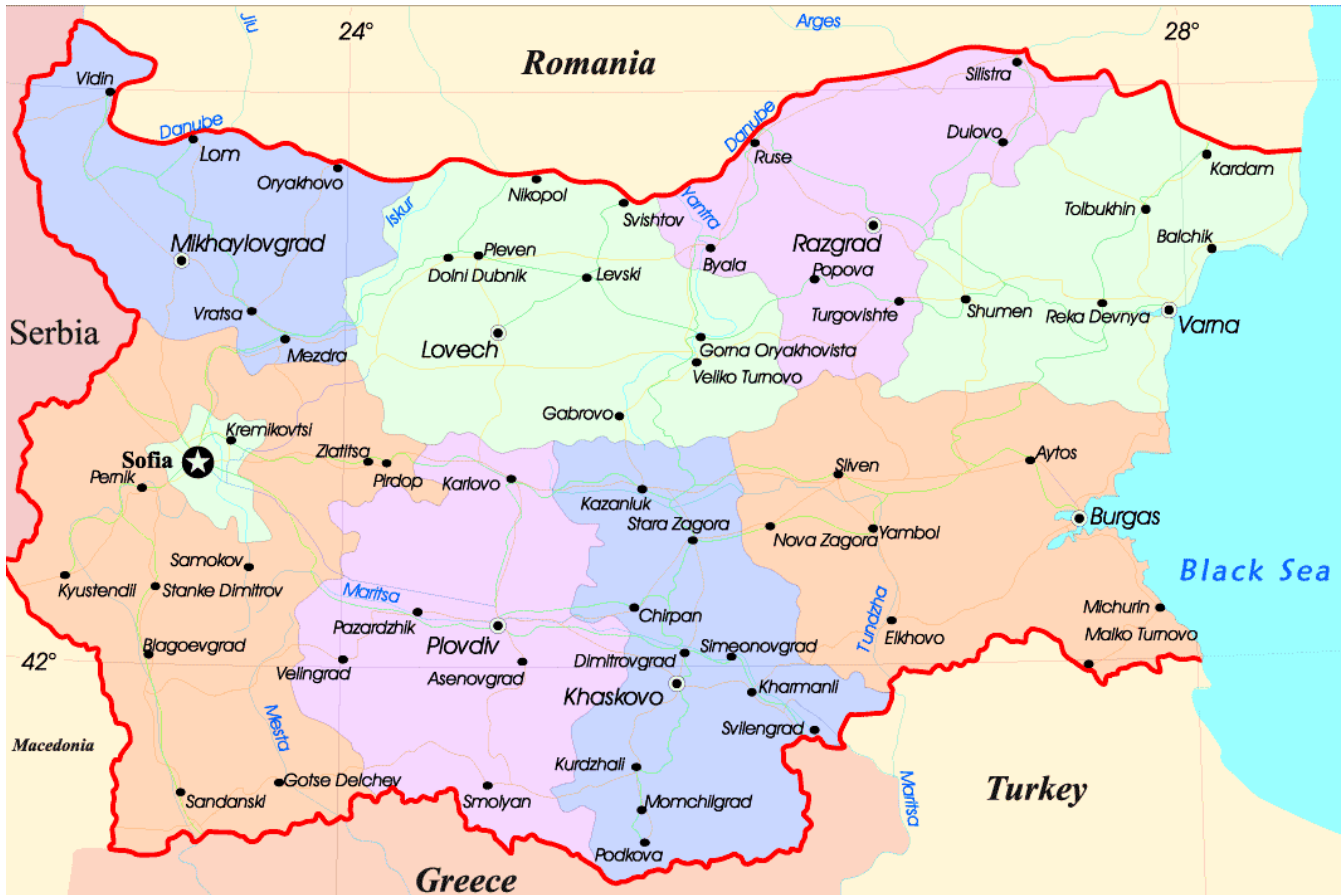 Jiu
24°
Arges
28°
Romania
Silistra
Vidin
Danube
Danube
Lom
Ruse
Dulovo
Kardam
Oryakhovo
Nikopol
Iskur
Yantra
Svishtov
Tolbukhin
Mikhaylovgrad
Razgrad
Balchik
Pleven
Byala
Dolni Dubnik
Levski
Popova
Vratsa
Turgovishte
Shumen
Reka Devnya
Varna
Serbia
Mezdra
Lovech
Gorna Oryakhovista
Veliko Turnovo
Gabrovo
Kremikovtsi
Zlatitsa
Sofia
Aytos
Sliven
Pernik
Pirdop
Karlovo
Kazanluk
Stara Zagora
Burgas
Nova Zagora
Yambol
Samokov
Black Sea
Kyustendil
Stanke Dimitrov
Maritsa
Chirpan
Michurin
Pazardzhik
Plovdiv
Tundzha
Elkhovo
Malko Turnovo
Blagoevgrad
Simeonovgrad
42°
Velingrad
Asenovgrad
Dimitrovgrad
Khaskovo
Kharmanli
Mesta
Svilengrad
Macedonia
Kurdzhali
Gotse Delchev
Turkey
Maritsa
Sandanski
Smolyan
Momchilgrad
Podkova
Greece